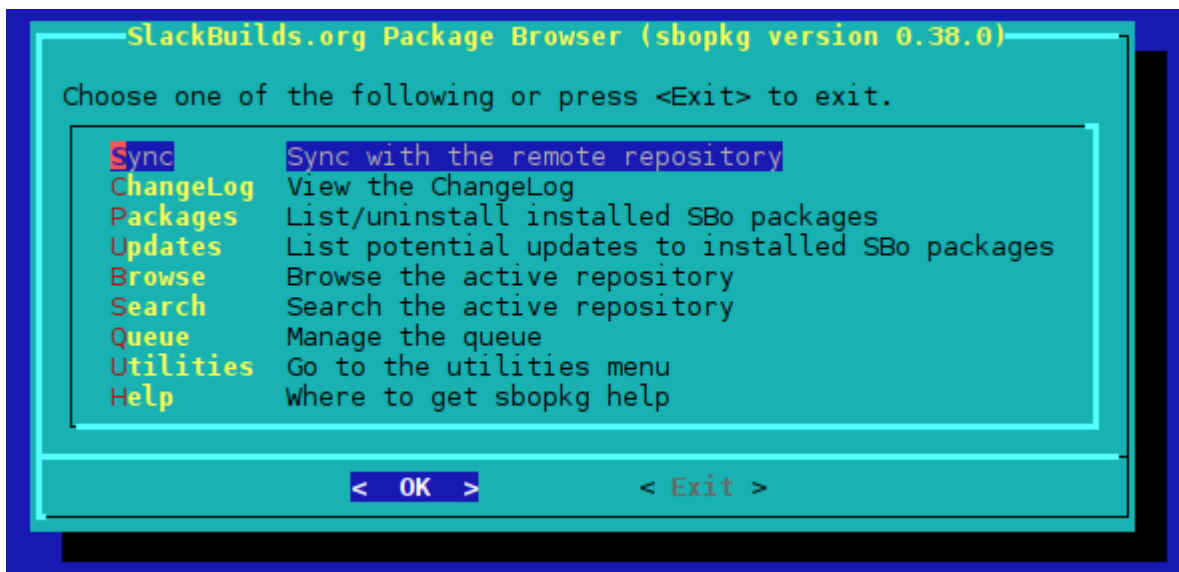 SlackBuilds.org Package Browser (sbopkg version 0.38.0)
Choose one of the following or press <Exit> to exit.
Sync Sync with the remote repository
ChangeLog View the ChangeLog
Packages List/uninstall installed SBo packages
Updates List potential updates to installed SBo packages
Browse Browse the active repository
Search Search the active repository
Queue Manage the queue
Utilities Go to the utilities menu
Help Where to get sbopkg help
< OK > < Exit >